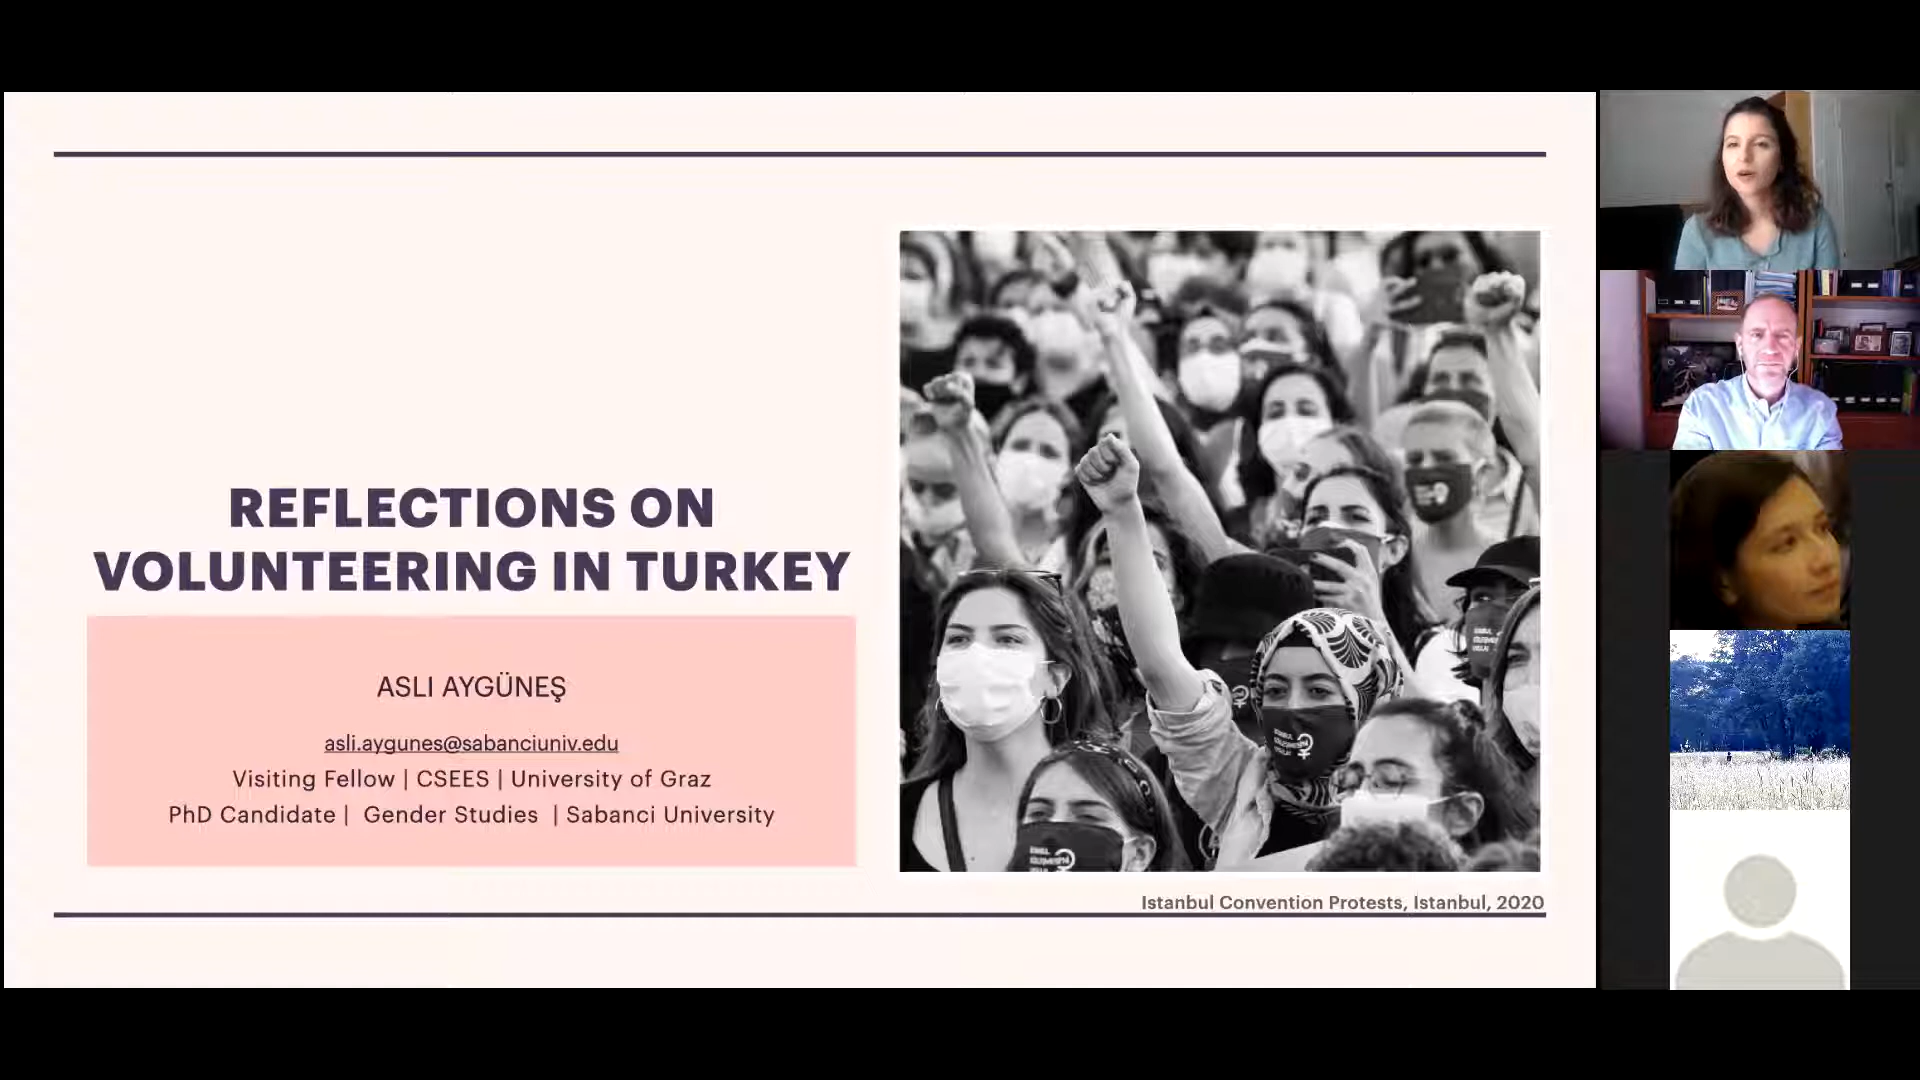 REFLECTIONS ON
VOLUNTEERING IN TURKEY
ASLI AYGÜNEŞ
asli.aygunes@sabanciuniv.edu
Visiting Fellow | CSEES | University of Graz
PhD Candidate | Gender Studies | Sabanci University
Istanbul Convention Protests, Istanbul, 2020